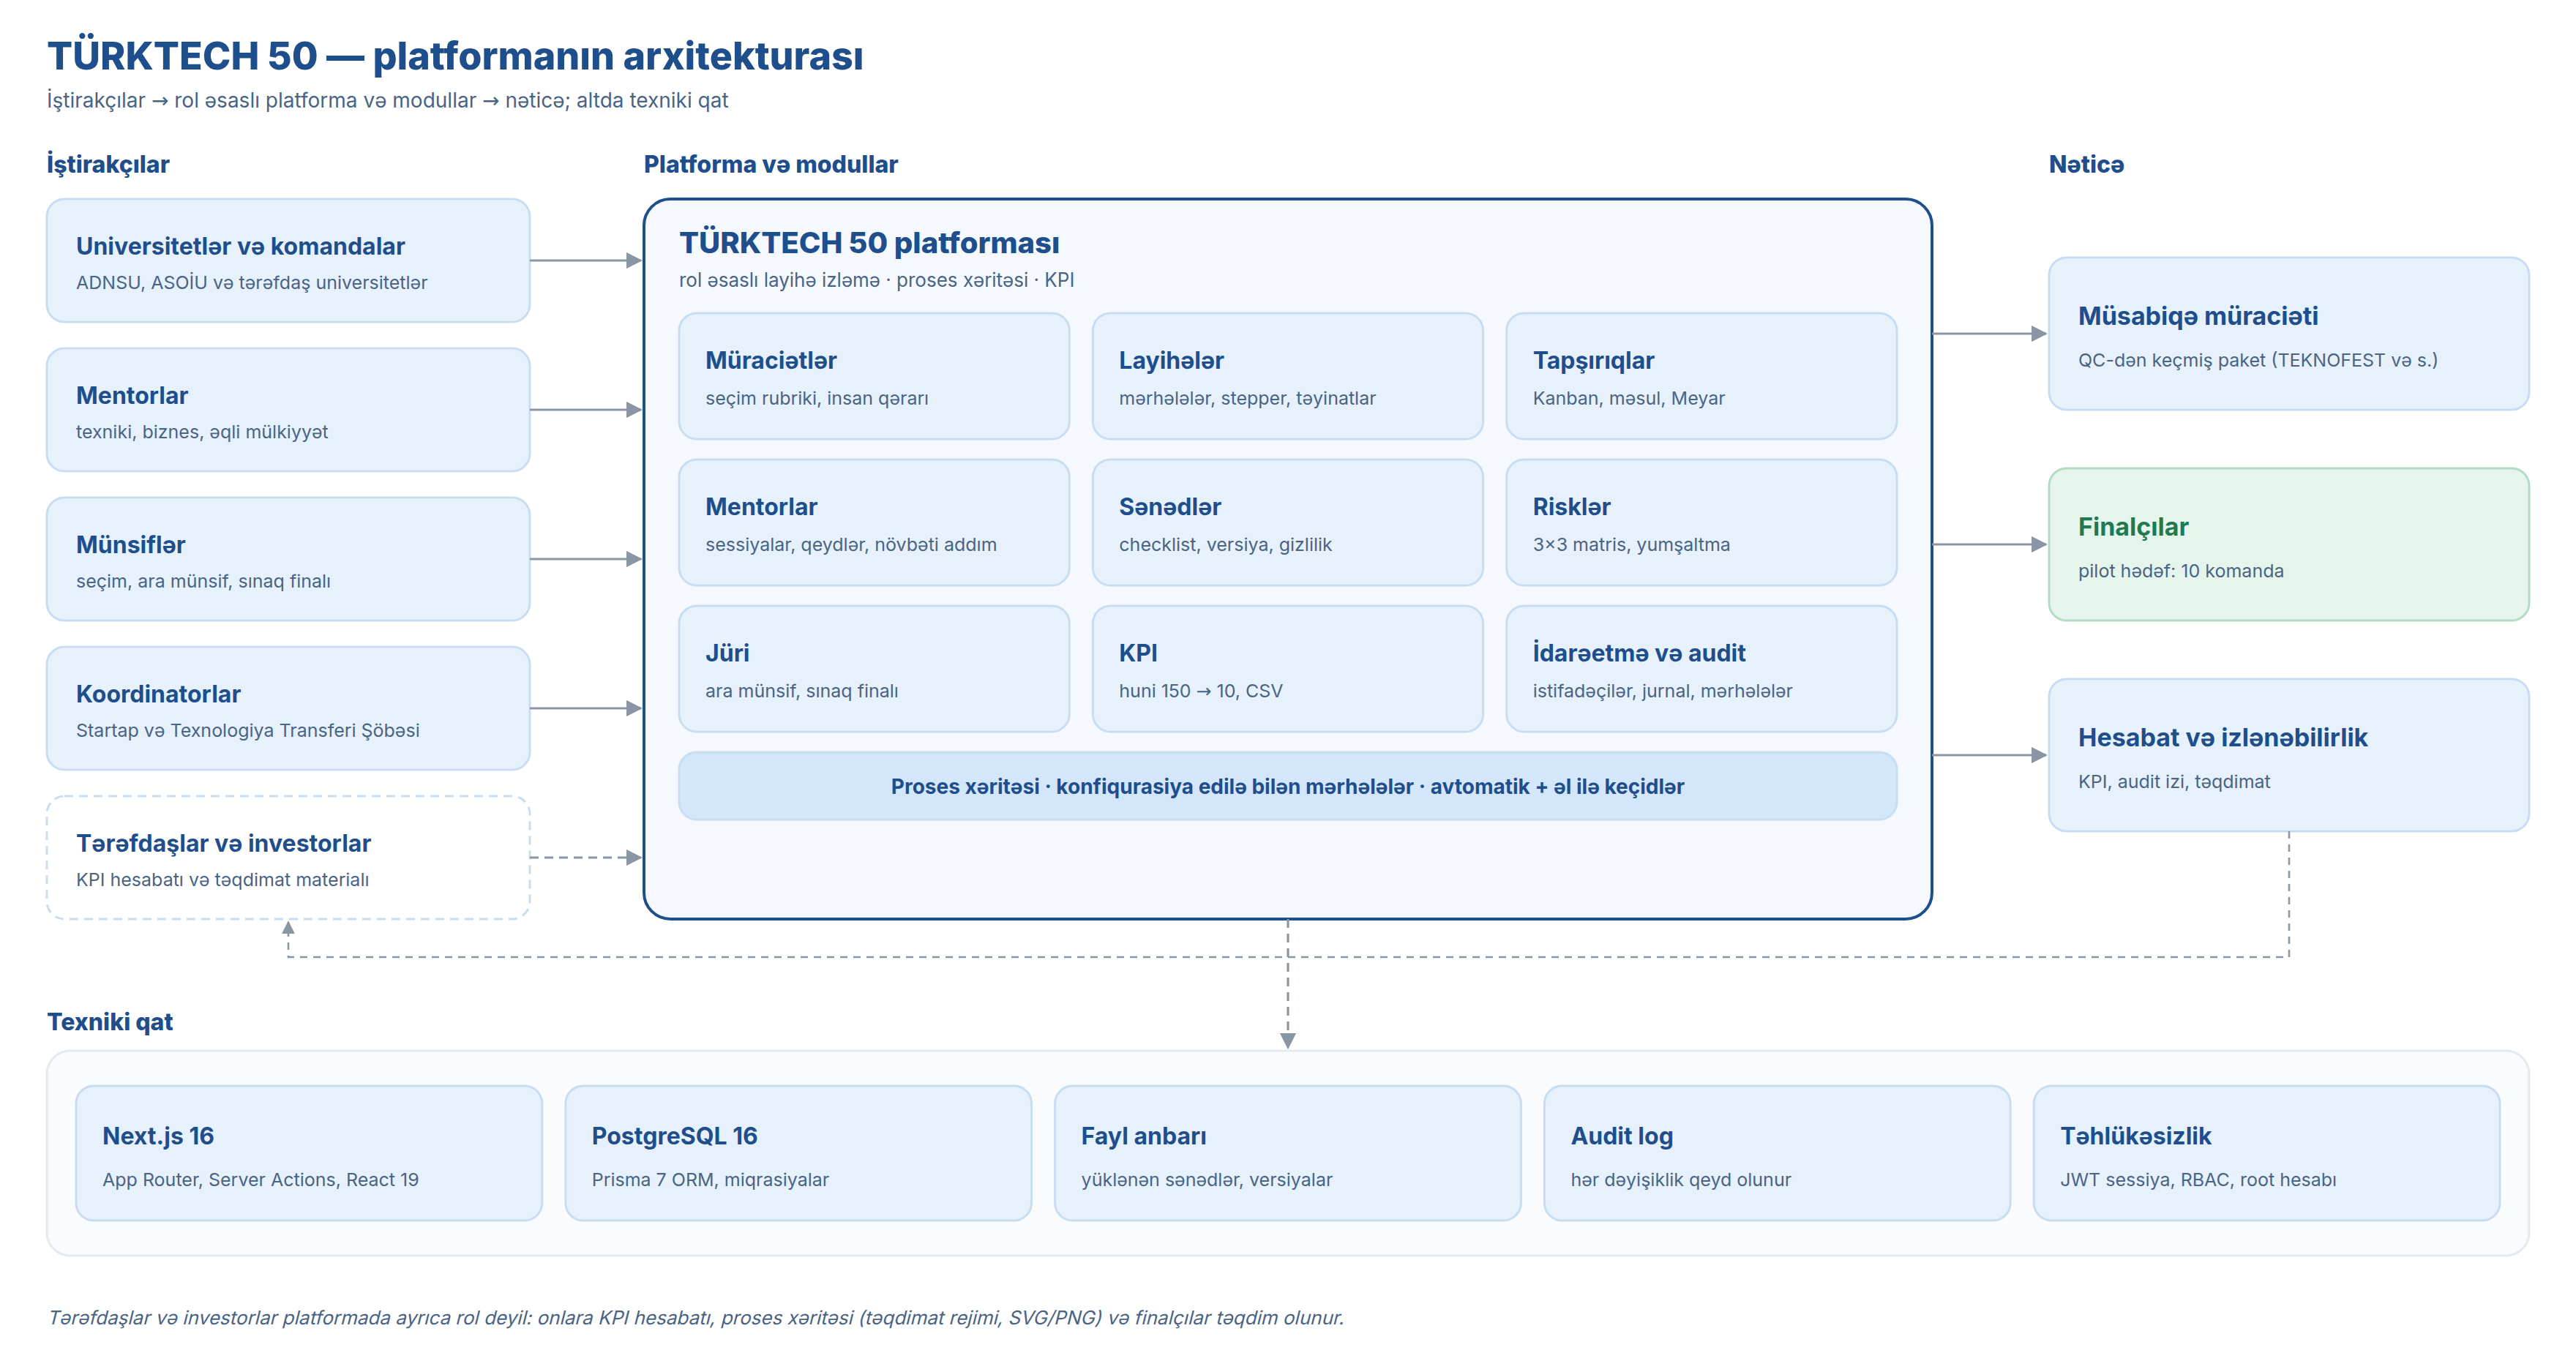 TÜRKTECH 50 — platformanın arxitekturası
İştirakçılar → rol əsaslı platforma və modullar → nəticə; altda texniki qat
İştirakçılar
Universitetlər və komandalar
ADNSU, ASOİU və tərəfdaş universitetlər
Mentorlar
texniki, biznes, əqli mülkiyyət
Münsiflər
seçim, ara münsif, sınaq finalı
Koordinatorlar
Startap və Texnologiya Transferi Şöbəsi
Tərəfdaşlar və investorlar
KPI hesabatı və təqdimat materialı
Platforma və modullar
TÜRKTECH 50 platforması
rol əsaslı layihə izləmə · proses xəritəsi · KPI
Müraciətlər
seçim rubriki, insan qərarı
Layihələr
mərhələlər, stepper, təyinatlar
Tapşırıqlar
Kanban, məsul, Meyar
Mentorlar
sessiyalar, qeydlər, növbəti addım
Sənədlər
checklist, versiya, gizlilik
Risklər
3×3 matris, yumşaltma
Jüri
ara münsif, sınaq finalı
KPI
huni 150 → 10, CSV
İdarəetmə və audit
istifadəçilər, jurnal, mərhələlər
Proses xəritəsi · konfiqurasiya edilə bilən mərhələlər · avtomatik + əl ilə keçidlər
Nəticə
Müsabiqə müraciəti
QC-dən keçmiş paket (TEKNOFEST və s.)
Finalçılar
pilot hədəf: 10 komanda
Hesabat və izlənəbilirlik
KPI, audit izi, təqdimat
Texniki qat
Next.js 16
App Router, Server Actions, React 19
PostgreSQL 16
Prisma 7 ORM, miqrasiyalar
Fayl anbarı
yüklənən sənədlər, versiyalar
Audit log
hər dəyişiklik qeyd olunur
Təhlükəsizlik
JWT sessiya, RBAC, root hesabı
Tərəfdaşlar və investorlar platformada ayrıca rol deyil: onlara KPI hesabatı, proses xəritəsi (təqdimat rejimi, SVG/PNG) və finalçılar təqdim olunur.